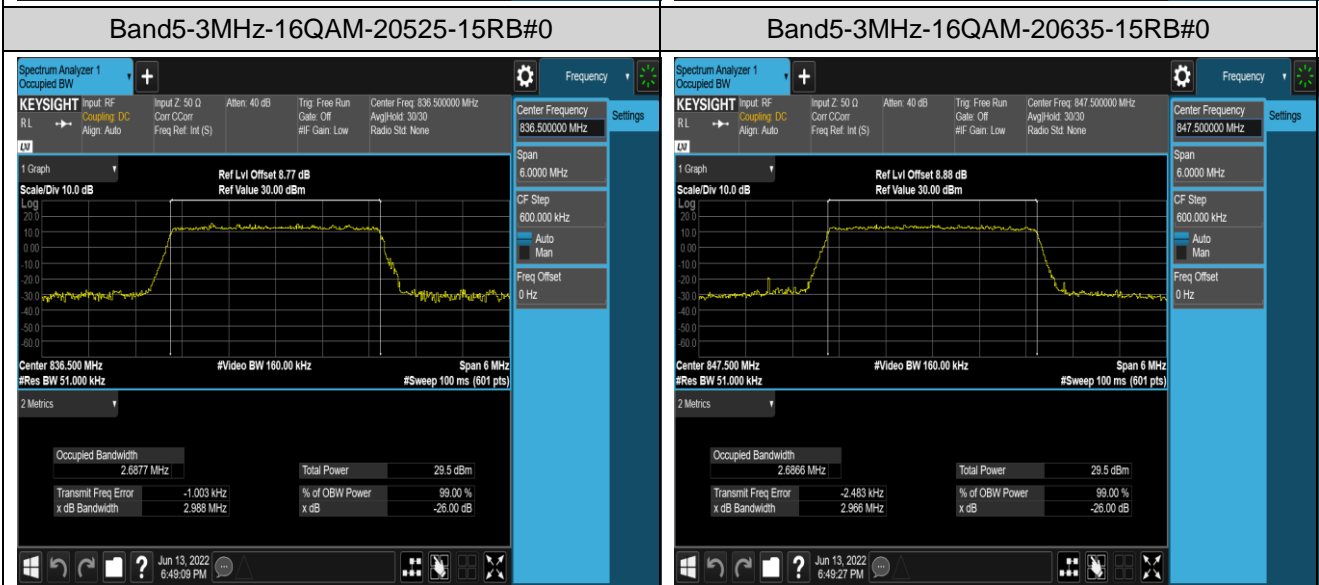 Band5-3MHz-16QAM-20525-15RB#0
Spectrum Analyzer 1
Occupied BW
+
Frequency
KEYSIGHT
RL
LXI
Input: RF
Coupling: DC
Align: Auto
Input Z: 50 Ω
Corr CCorr
Freq Ref: Int (S)
Atten: 40 dB
Trig: Free Run
Gate: Off
#IF Gain: Low
Center Freq: 836.500000 MHz
Avg|Hold: 30/30
Radio Std: None
Center Frequency
836.500000 MHz
Settings
Span
6.0000 MHz
CF Step
600.000 kHz
Auto
Man
Freq Offset
0 Hz
1 Graph
Scale/Div 10.0 dB
Ref Lvl Offset 8.77 dB
Ref Value 30.00 dBm
Log
20.0
10.0
0.00
-10.0
-20.0
-30.0
-40.0
-50.0
-60.0
Center 836.500 MHz
#Video BW 160.00 kHz
Span 6 MHz
#Res BW 51.000 kHz
#Sweep 100 ms (601 pts)
2 Metrics
Occupied Bandwidth
2.6877 MHz
Total Power 29.5 dBm
Transmit Freq Error -1.003 kHz
% of OBW Power 99.00 %
x dB Bandwidth 2.988 MHz
x dB -26.00 dB
?
Jun 13, 2022
6:49:09 PM
Band5-3MHz-16QAM-20635-15RB#0
Spectrum Analyzer 1
Occupied BW
+
Frequency
KEYSIGHT
RL
LXI
Input: RF
Coupling: DC
Align: Auto
Input Z: 50 Ω
Corr CCorr
Freq Ref: Int (S)
Atten: 40 dB
Trig: Free Run
Gate: Off
#IF Gain: Low
Center Freq: 847.500000 MHz
Avg|Hold: 30/30
Radio Std: None
Center Frequency
847.500000 MHz
Settings
Span
6.0000 MHz
CF Step
600.000 kHz
Auto
Man
Freq Offset
0 Hz
1 Graph
Scale/Div 10.0 dB
Ref Lvl Offset 8.88 dB
Ref Value 30.00 dBm
Log
20.0
10.0
0.00
-10.0
-20.0
-30.0
-40.0
-50.0
-60.0
Center 847.500 MHz
#Video BW 160.00 kHz
Span 6 MHz
#Res BW 51.000 kHz
#Sweep 100 ms (601 pts)
2 Metrics
Occupied Bandwidth
2.6866 MHz
Total Power 29.5 dBm
Transmit Freq Error -2.483 kHz
% of OBW Power 99.00 %
x dB Bandwidth 2.966 MHz
x dB -26.00 dB
?
Jun 13, 2022
6:49:27 PM